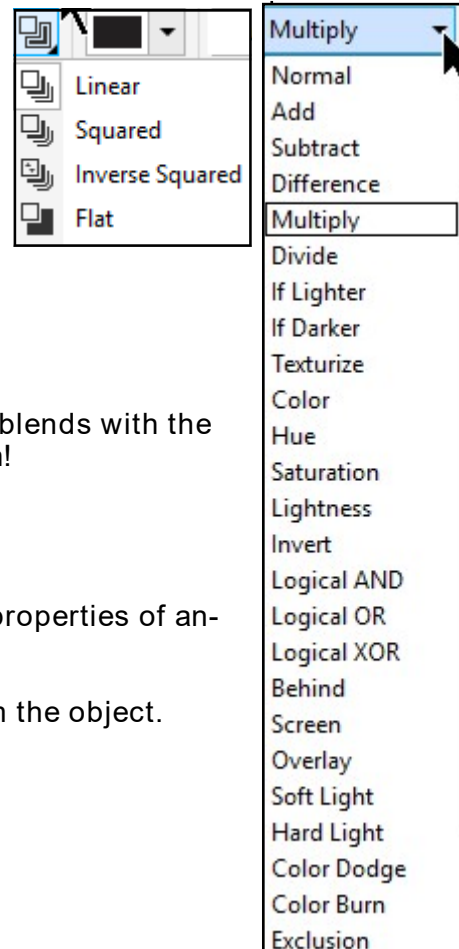 Linear
Squared
Inverse Squared
Flat
blends with the
!
properties of an-
the object.
Multiply
Normal
Add
Subtract
Difference
Multiply
Divide
If Lighter
If Darker
Texturize
Color
Hue
Saturation
Lightness
Invert
Logical AND
Logical OR
Logical XOR
Behind
Screen
Overlay
Soft Light
Hard Light
Color Dodge
Color Burn
Exclusion